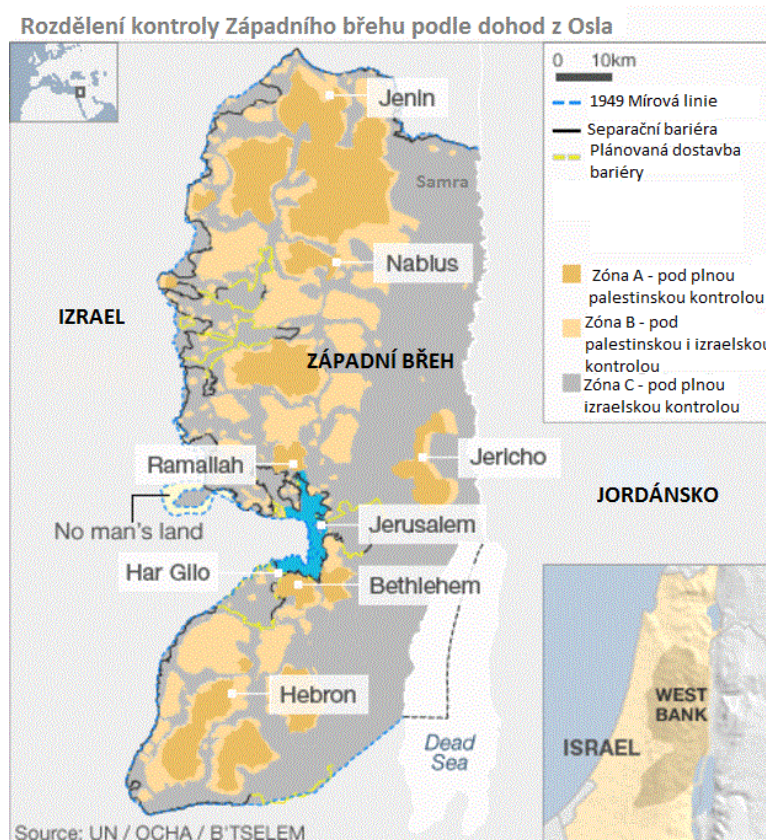 Rozdělení kontroly Západního břehu podle dohod z Osla
0 10km
1949 Mírová linie
Separační bariéra
Plánovaná dostavba
bariéry
Zóna A - pod plnou
palestinskou kontrolou
Zóna B - pod
palestinskou i izraelskou
kontrolou
Zóna C - pod plnou
izraelskou kontrolou
Jenin
Samra
Nablus
IZRAEL
ZÁPADNÍ BŘEH
Ramallah
Jericho
JORDÁNSKO
No man's land
Jerusalem
Har Gilo
Bethlehem
Hebron
Dead
Sea
WEST
BANK
ISRAEL
Source: UN / OCHA / B'TSELEM